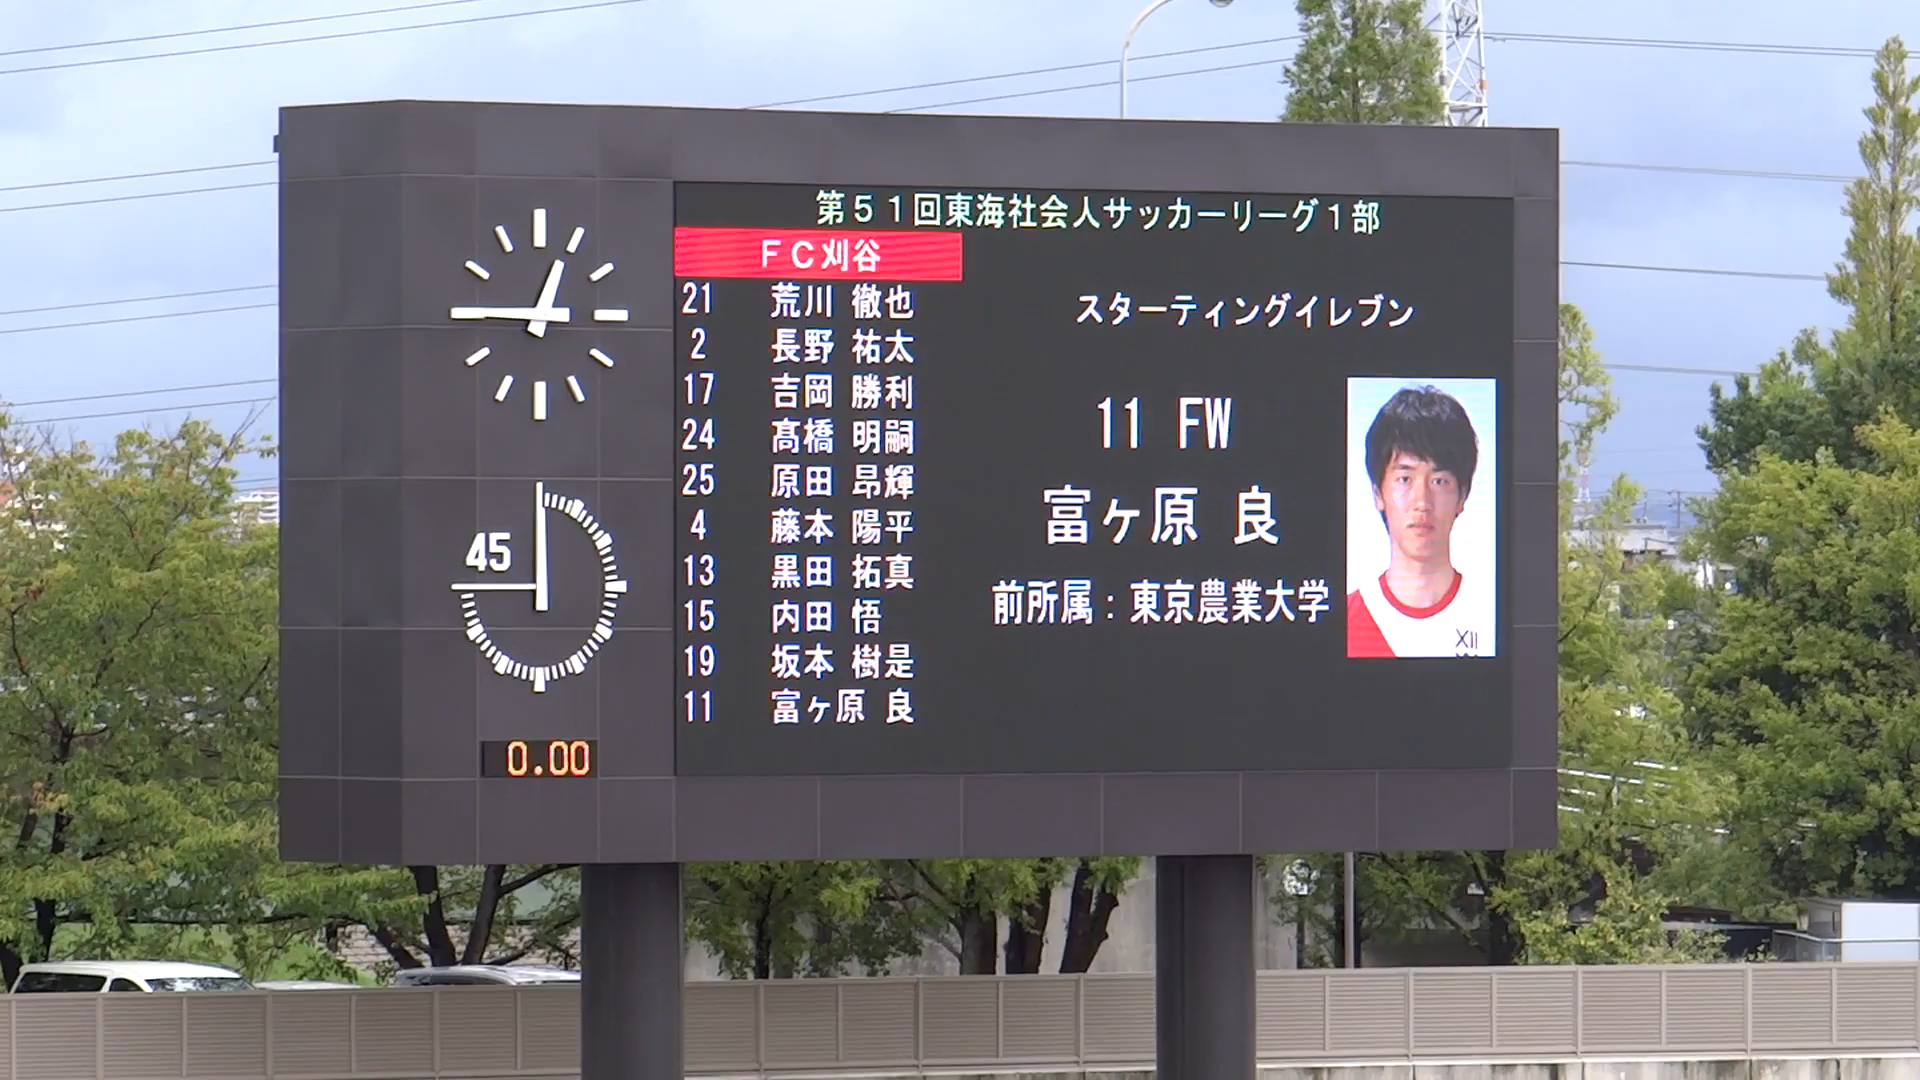 第５１回東海社会人サッカーリーグ１部
ＦＣ刈谷
21 荒川 徹也
2 長野 祐太
17 吉岡 勝利
24 髙橋 明嗣
25 原田 昂輝
4 藤本 陽平
13 黒田 拓真
15 内田 悟
19 坂本 樹是
11 富ヶ原 良
スターティングイレブン
11 FW
富ヶ原 良
前所属：東京農業大学
XII
45
0.00